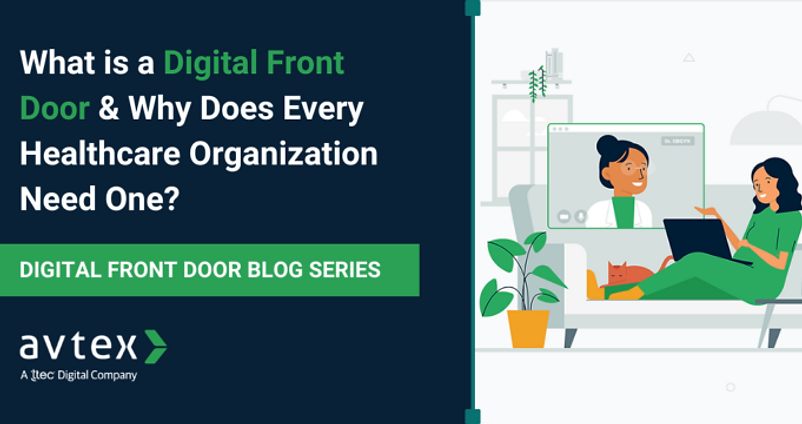 What is a Digital Front
Door & Why Does Every
Healthcare Organization
Need One?
DIGITAL FRONT DOOR BLOG SERIES
avtex
A ttec Digital Company